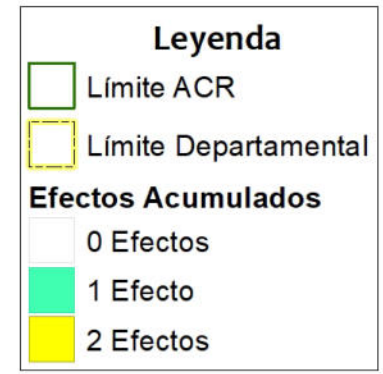 Leyenda
Límite ACR
Límite Departamental
Efectos Acumulados
0 Efectos
1 Efecto
2 Efectos